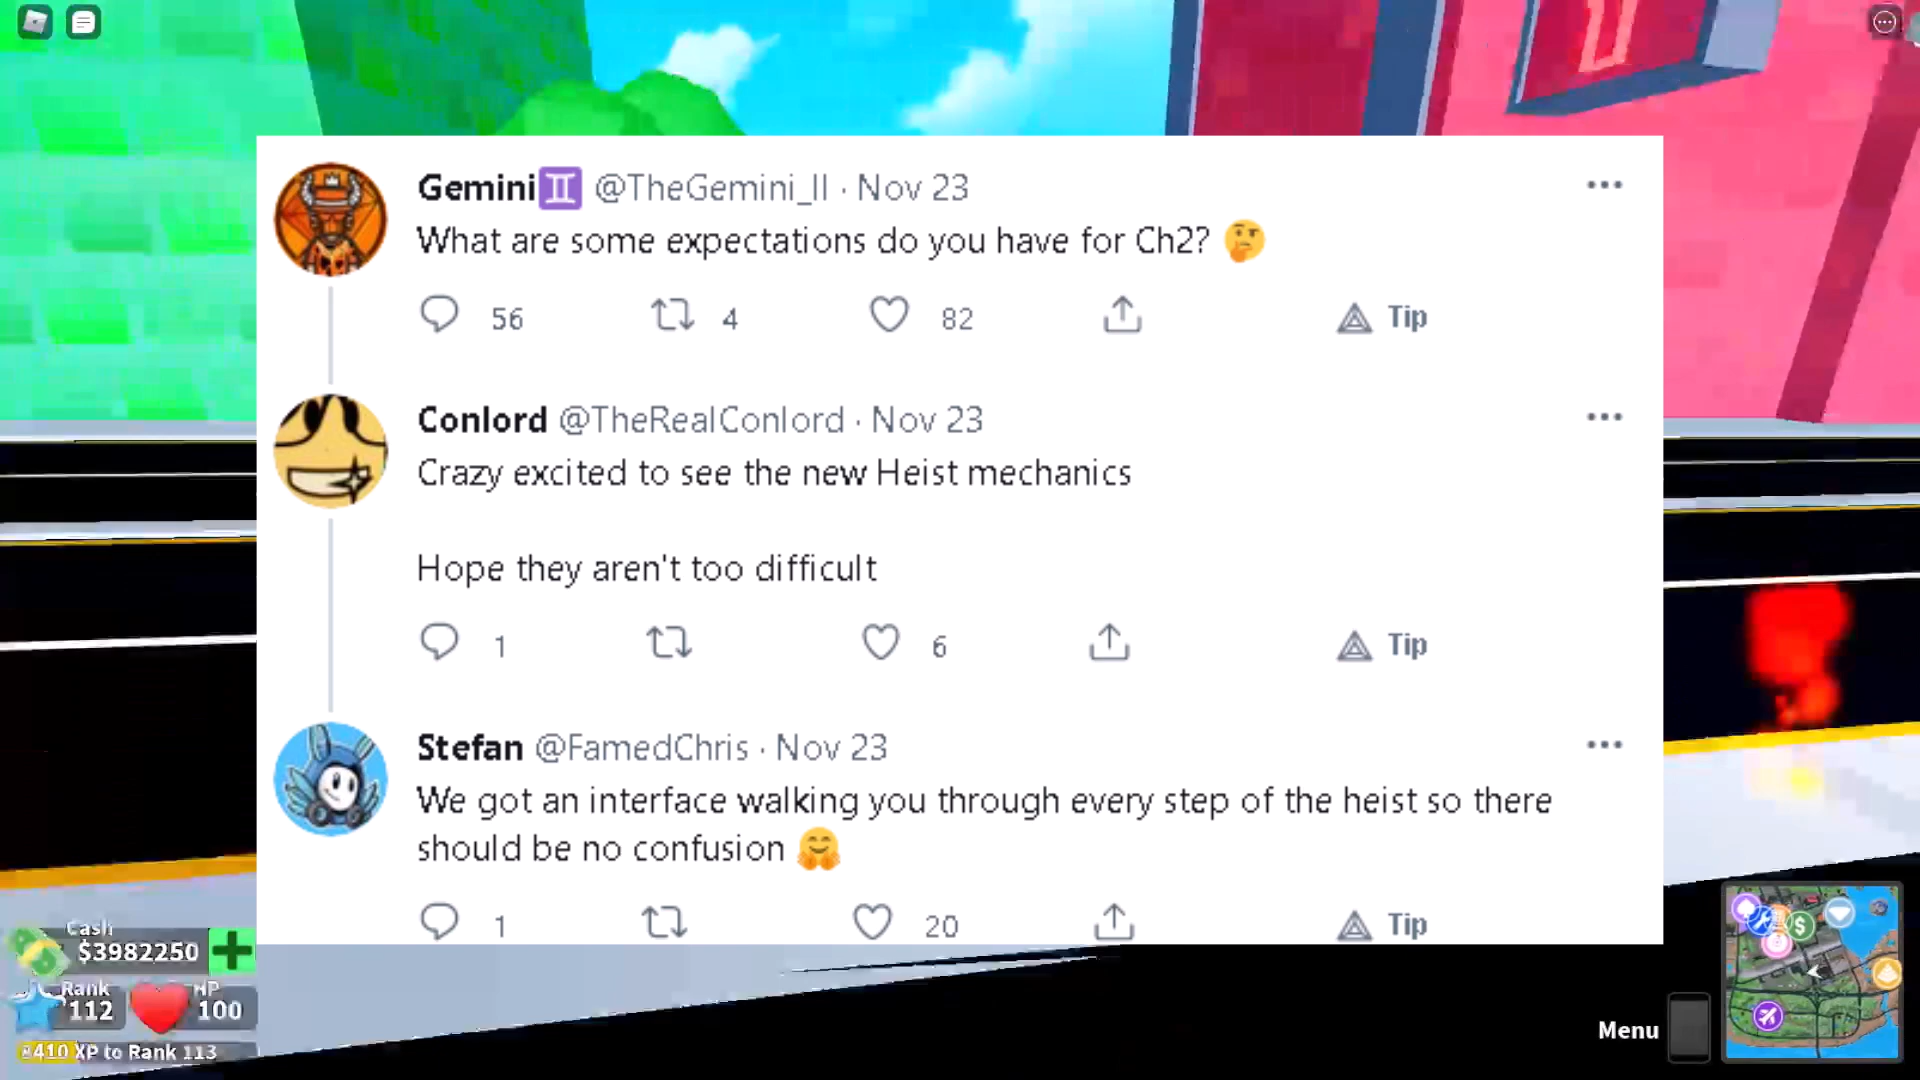 Gemini♊ @TheGemini_II · Nov 23
What are some expectations do you have for Ch2? 🤔
56 4 82 Tip
Conlord @TheRealConlord · Nov 23
Crazy excited to see the new Heist mechanics
Hope they aren't too difficult
1 6 Tip
Stefan @FamedChris · Nov 23
We got an interface walking you through every step of the heist so there
should be no confusion 🤗
1 20 Tip
Cash
$3982250
Rank HP
112 100
410 XP to Rank 113
Menu